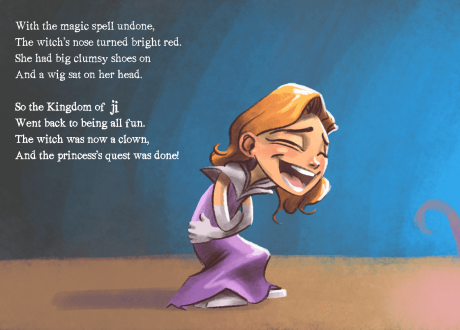 With the magic spell undone,
The witch's nose turned bright red.
She had big clumsy shoes on
And a wig sat on her head.
So the Kingdom of ji
Went back to being all fun.
The witch was now a clown,
And the princess's quest was done!